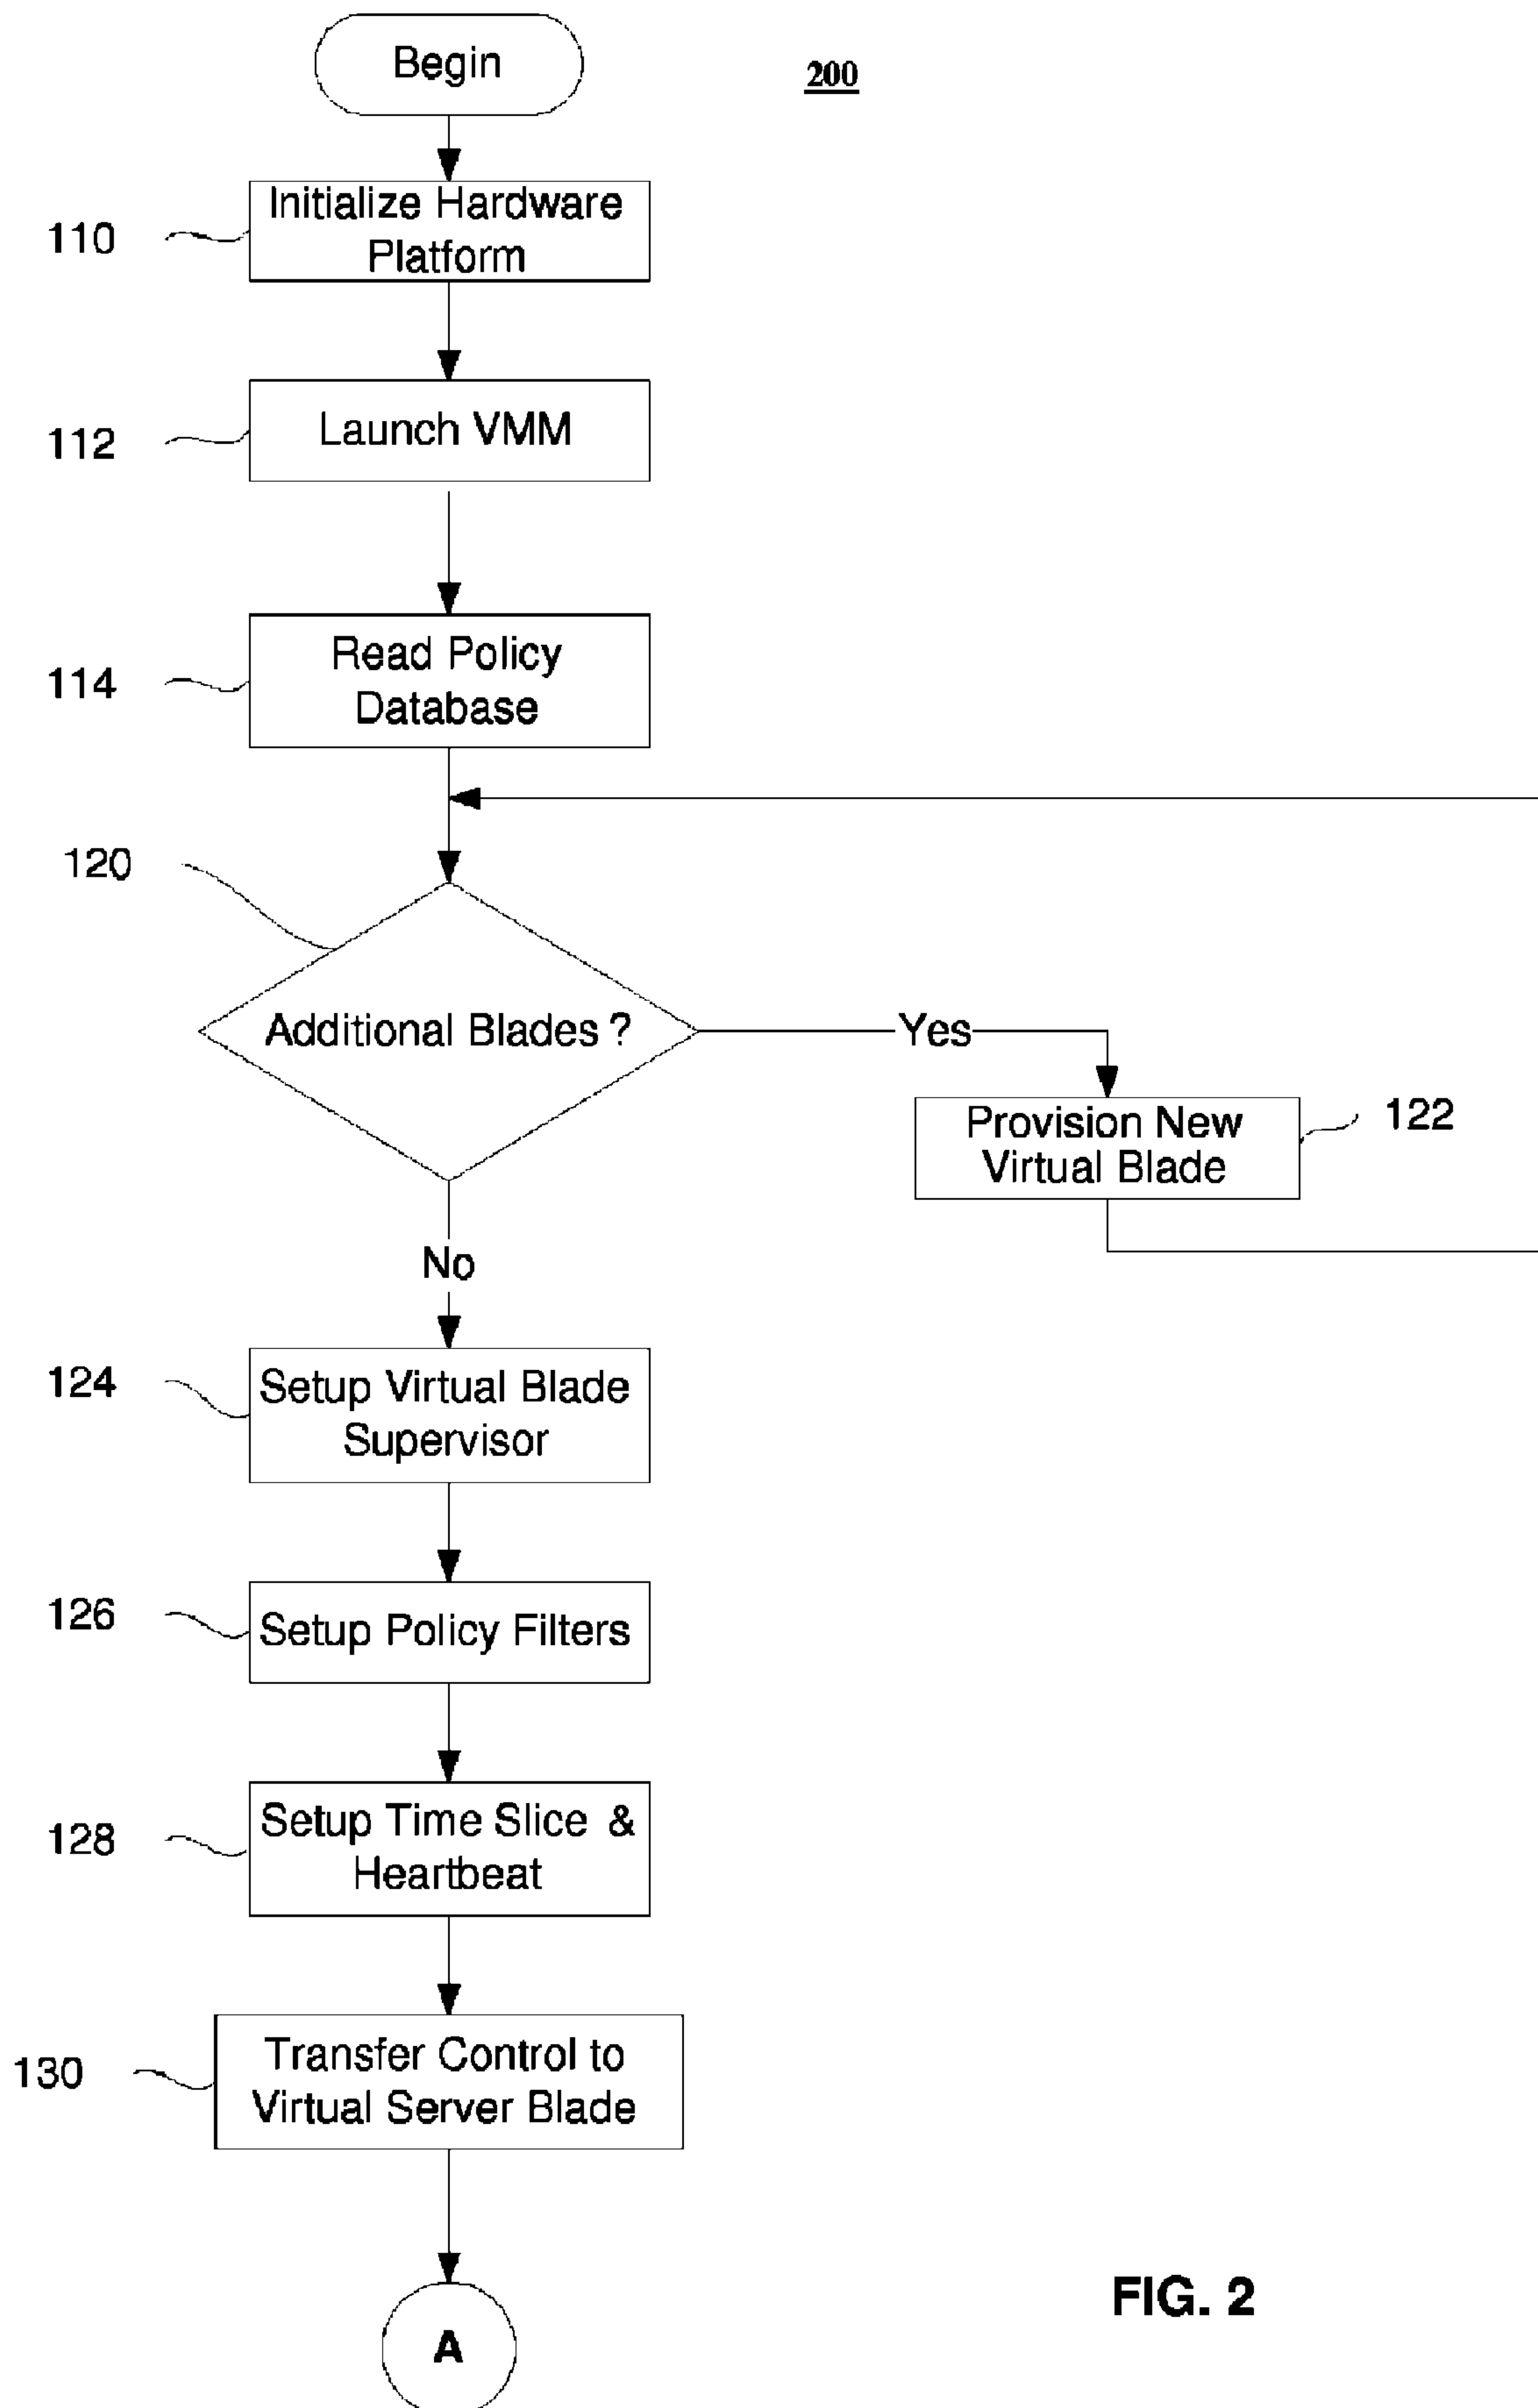 Begin
200
110
Initialize Hardware
Platform
112
Launch VMM
114
Read Policy
Database
120
Additional Blades ?
Yes
Provision New
Virtual Blade
122
No
124
Setup Virtual Blade
Supervisor
126
Setup Policy Filters
128
Setup Time Slice &
Heartbeat
130
Transfer Control to
Virtual Server Blade
A
FIG. 2